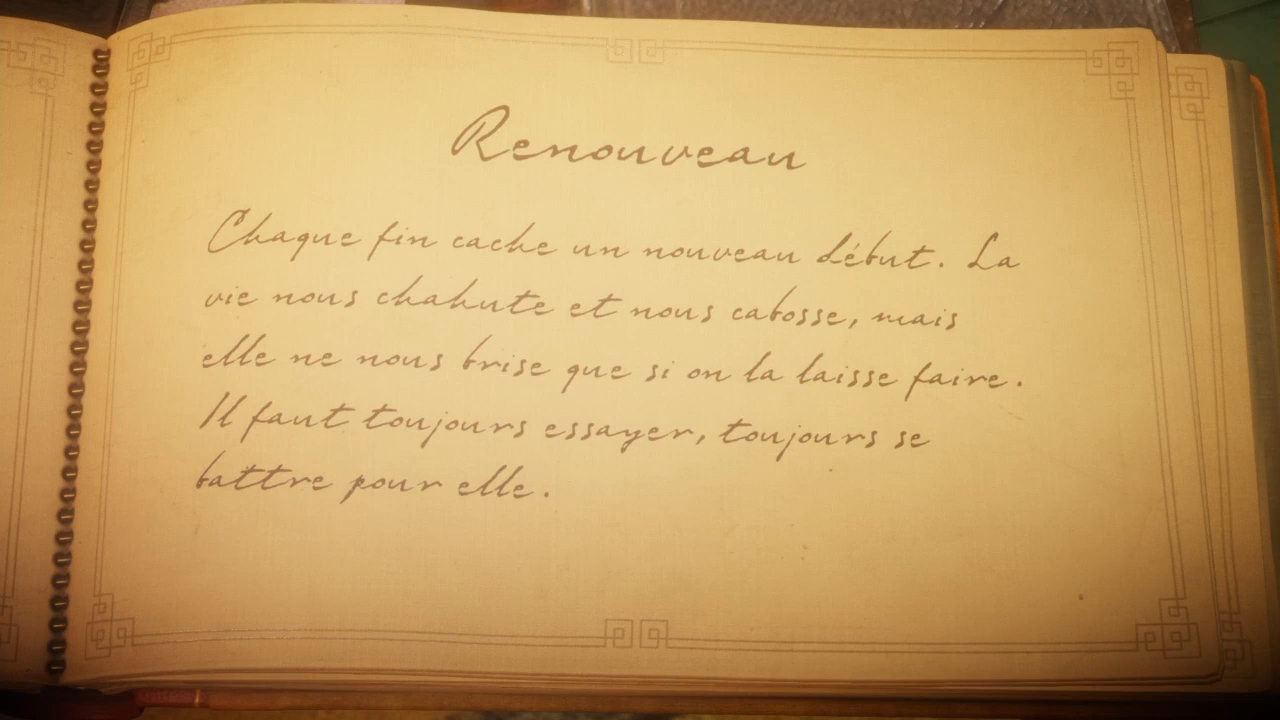 Renouveau
Chaque fin cache un nouveau début. La
vie nous chahute et nous cabosse, mais
elle ne nous brise que si on la laisse faire.
Il faut toujours essayer, toujours se
battre pour elle.